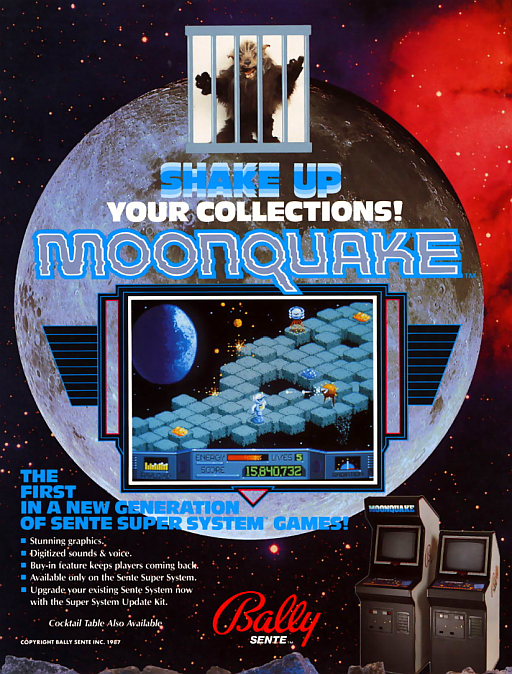 SHAKE UP
YOUR COLLECTIONS!
MOONQUAKE TM
ENERGY LIVES 5
SCORE 15,840,732
THE
FIRST
IN A NEW GENERATION
OF SENTE SUPER SYSTEM™ GAMES!
■ Stunning graphics.
■ Digitized sounds & voice.
■ Buy-in feature keeps players coming back.
■ Available only on the Sente Super System.
■ Upgrade your existing Sente System now
with the Super System Update Kit.
Cocktail Table Also Available
COPYRIGHT BALLY SENTE INC. 1987
Bally
SENTE™
MOONQUAKE